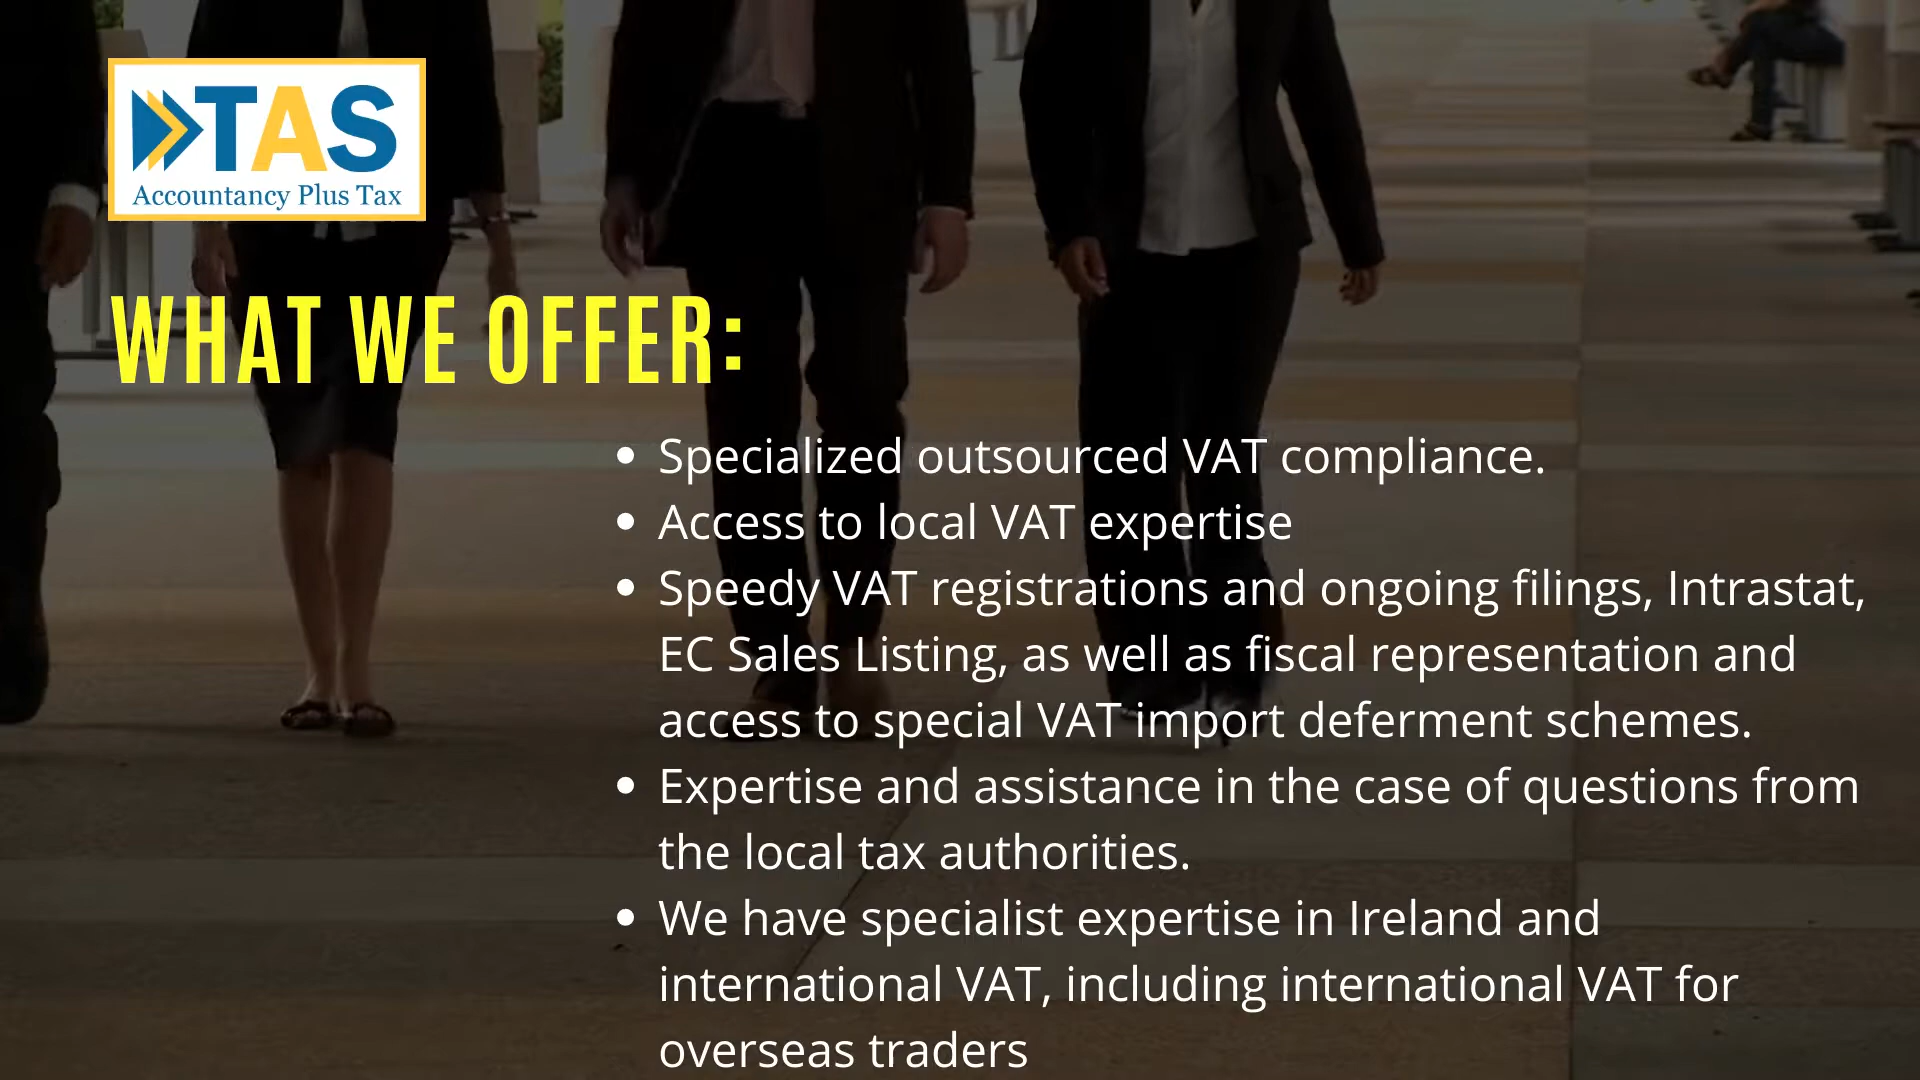 TAS
Accountancy Plus Tax
WHAT WE OFFER:
• Specialized outsourced VAT compliance.
• Access to local VAT expertise
• Speedy VAT registrations and ongoing filings, Intrastat,
EC Sales Listing, as well as fiscal representation and
access to special VAT import deferment schemes.
• Expertise and assistance in the case of questions from
the local tax authorities.
• We have specialist expertise in Ireland and
international VAT, including international VAT for
overseas traders